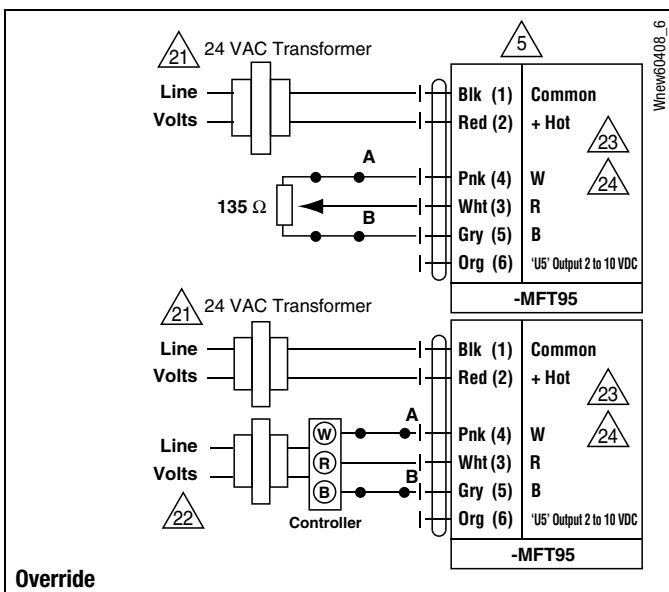 21 24 VAC Transformer
5
Wnew60408_6
Line
Volts
Blk (1) Common
Red (2) + Hot
23
A
Pnk (4) W
24
135 Ω
Wht (3) R
B
Gry (5) B
Org (6) 'U5' Output 2 to 10 VDC
-MFT95
21 24 VAC Transformer
Line
Volts
Blk (1) Common
Red (2) + Hot
23
A
W
Pnk (4) W
24
Line
R
Wht (3) R
Volts
B
B
Gry (5) B
22
Controller
Org (6) 'U5' Output 2 to 10 VDC
-MFT95
Override